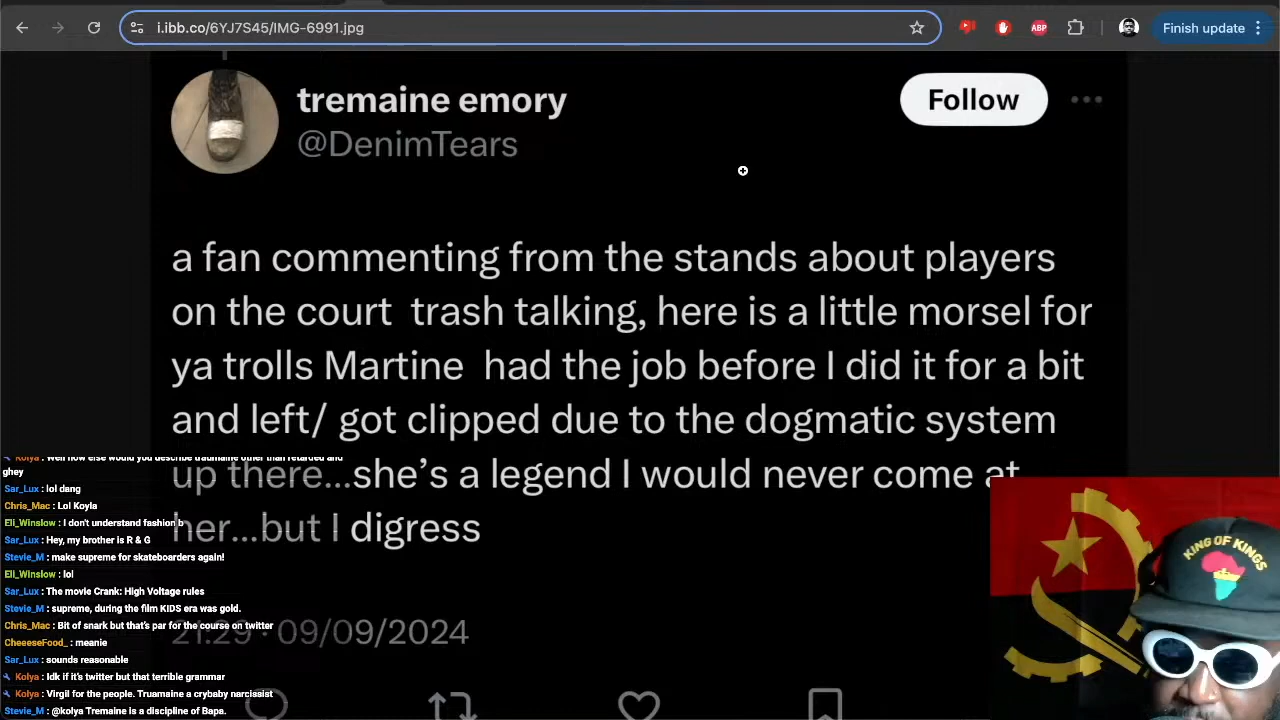 i.ibb.co/6YJ7S45/IMG-6991.jpg
ABP
Finish update
tremaine emory
Follow
@DenimTears
a fan commenting from the stands about players
on the court trash talking, here is a little morsel for
ya trolls Martine had the job before I did it for a bit
and left/ got clipped due to the dogmatic system
up there...she's a legend I would never come at
her...but I digress
21:29 · 09/09/2024
Kolya : Well how else would you describe traumaine other than retarded and
ghey
Sar_Lux : lol dang
Chris_Mac : Lol Koyla
Eli_Winslow : I don't understand fashion b
Sar_Lux : Hey, my brother is R & G
Stevie_M : make supreme for skateboarders again!
Eli_Winslow : lol
Sar_Lux : The movie Crank: High Voltage rules
Stevie_M : supreme, during the film KIDS era was gold.
Chris_Mac : Bit of snark but that's par for the course on twitter
CheeeseFood_ : meanie
Sar_Lux : sounds reasonable
Kolya : Idk if it's twitter but that terrible grammar
Kolya : Virgil for the people. Truamaine a crybaby narcissist
Stevie_M : @kolya Tremaine is a discipline of Bapa.
KING OF KINGS